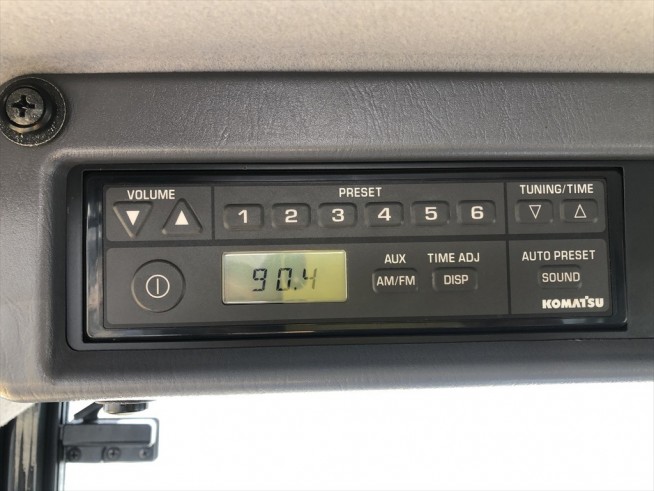 VOLUME
PRESET
TUNING/TIME
1 2 3 4 5 6
90.4
AUX
AM/FM
TIME ADJ
DISP
AUTO PRESET
SOUND
KOMATSU